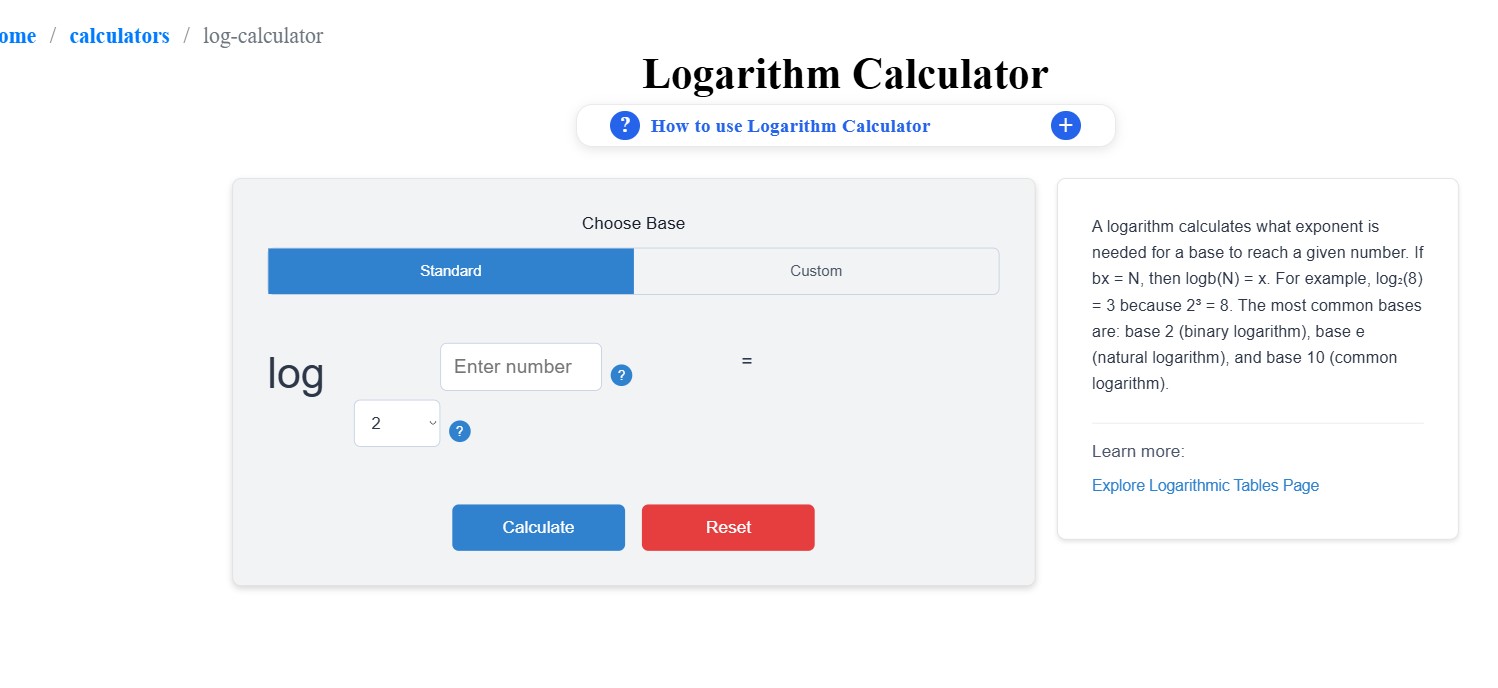 ome / calculators / log-calculator
Logarithm Calculator
? How to use Logarithm Calculator +
Choose Base
Standard Custom
log Enter number ? =
2 ?
Calculate Reset
A logarithm calculates what exponent is
needed for a base to reach a given number. If
bx = N, then logb(N) = x. For example, log₂(8)
= 3 because 2³ = 8. The most common bases
are: base 2 (binary logarithm), base e
(natural logarithm), and base 10 (common
logarithm).
Learn more:
Explore Logarithmic Tables Page